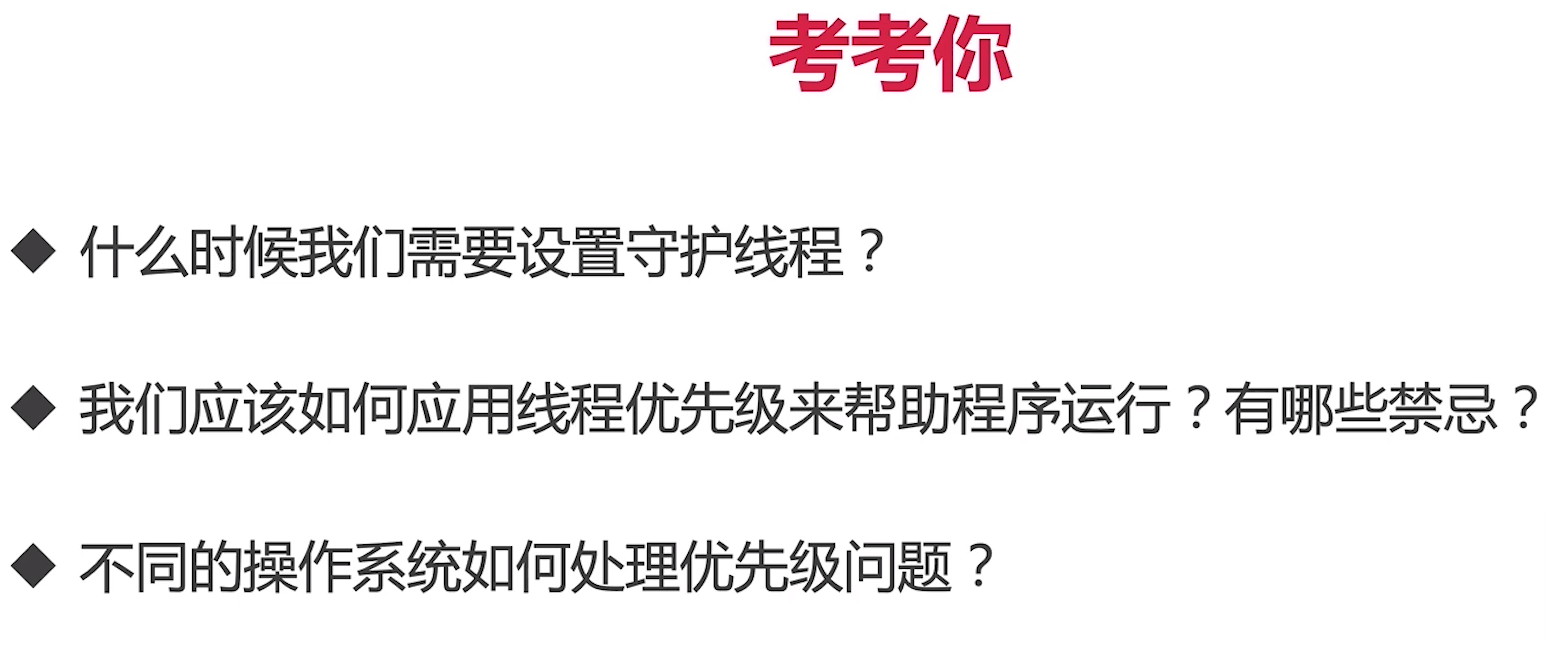 考考你
◆ 什么时候我们需要设置守护线程？
◆ 我们应该如何应用线程优先级来帮助程序运行？有哪些禁忌？
◆ 不同的操作系统如何处理优先级问题？